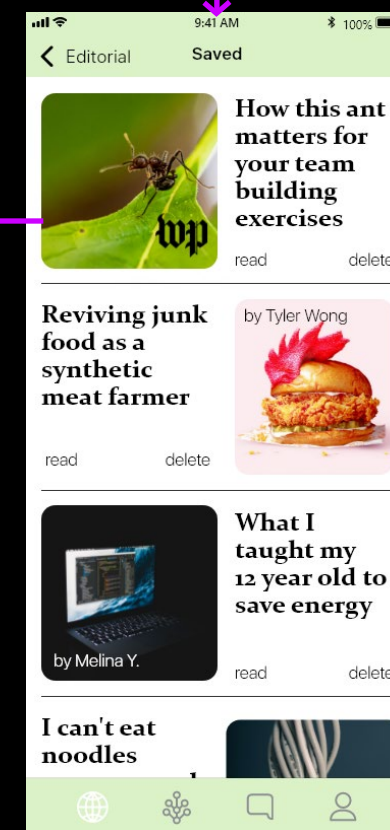 9:41 AM
100%
Editorial
Saved
How this ant
matters for
your team
building
exercises
wp
read
delete
Reviving junk
food as a
synthetic
meat farmer
read
delete
by Tyler Wong
What I
taught my
12 year old to
save energy
by Melina Y.
read
delete
I can't eat
noodles